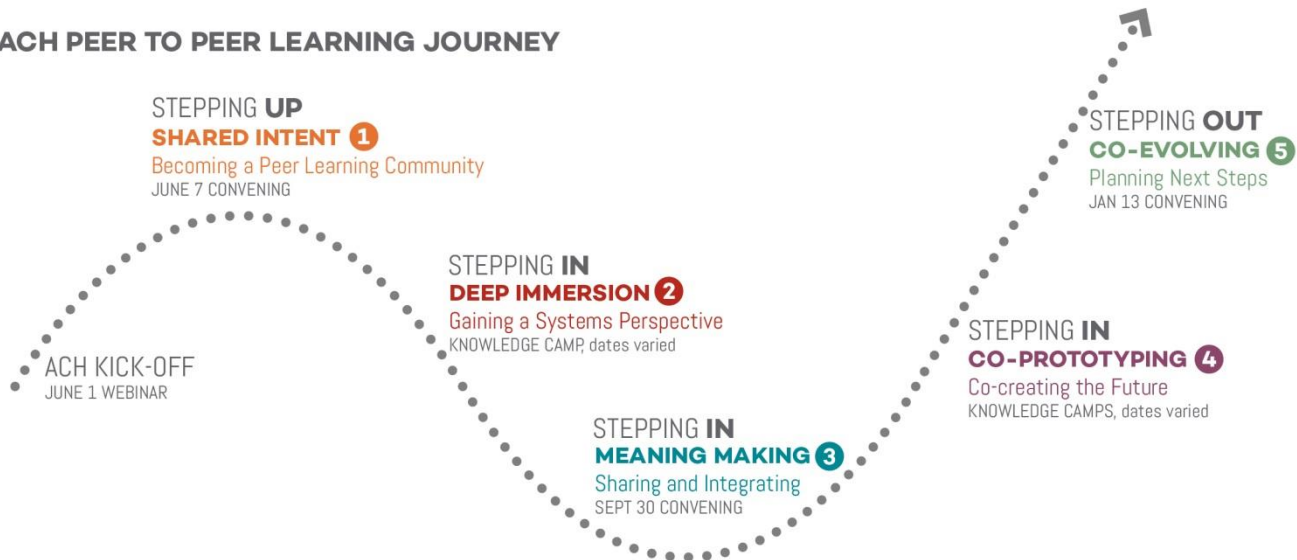 ACH PEER TO PEER LEARNING JOURNEY
STEPPING UP
SHARED INTENT 1
Becoming a Peer Learning Community
JUNE 7 CONVENING
ACH KICK-OFF
JUNE 1 WEBINAR
STEPPING IN
DEEP IMMERSION 2
Gaining a Systems Perspective
KNOWLEDGE CAMP, dates varied
STEPPING IN
MEANING MAKING 3
Sharing and Integrating
SEPT 30 CONVENING
STEPPING IN
CO-PROTOTYPING 4
Co-creating the Future
KNOWLEDGE CAMPS, dates varied
STEPPING OUT
CO-EVOLVING 5
Planning Next Steps
JAN 13 CONVENING